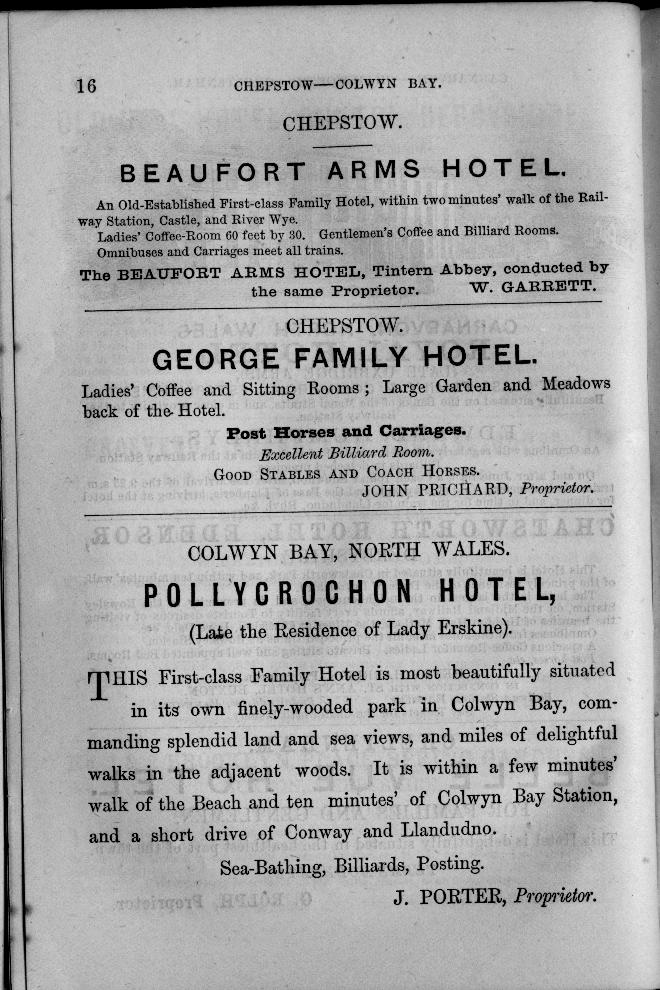 16 CHEPSTOW—COLWYN BAY.
CHEPSTOW.
BEAUFORT ARMS HOTEL.
An Old-Established First-class Family Hotel, within two minutes' walk of the Rail-
way Station, Castle, and River Wye.
Ladies' Coffee-Room 60 feet by 30. Gentlemen's Coffee and Billiard Rooms.
Omnibuses and Carriages meet all trains.
The BEAUFORT ARMS HOTEL, Tintern Abbey, conducted by
the same Proprietor. W. GARRETT.
CHEPSTOW.
GEORGE FAMILY HOTEL.
Ladies' Coffee and Sitting Rooms; Large Garden and Meadows
back of the Hotel.
Post Horses and Carriages.
Excellent Billiard Room.
GOOD STABLES AND COACH HORSES.
JOHN PRICHARD, Proprietor.
COLWYN BAY, NORTH WALES.
POLLYCROCHON HOTEL,
(Late the Residence of Lady Erskine).
THIS First-class Family Hotel is most beautifully situated
in its own finely-wooded park in Colwyn Bay, com-
manding splendid land and sea views, and miles of delightful
walks in the adjacent woods. It is within a few minutes'
walk of the Beach and ten minutes' of Colwyn Bay Station,
and a short drive of Conway and Llandudno.
Sea-Bathing, Billiards, Posting.
J. PORTER, Proprietor.